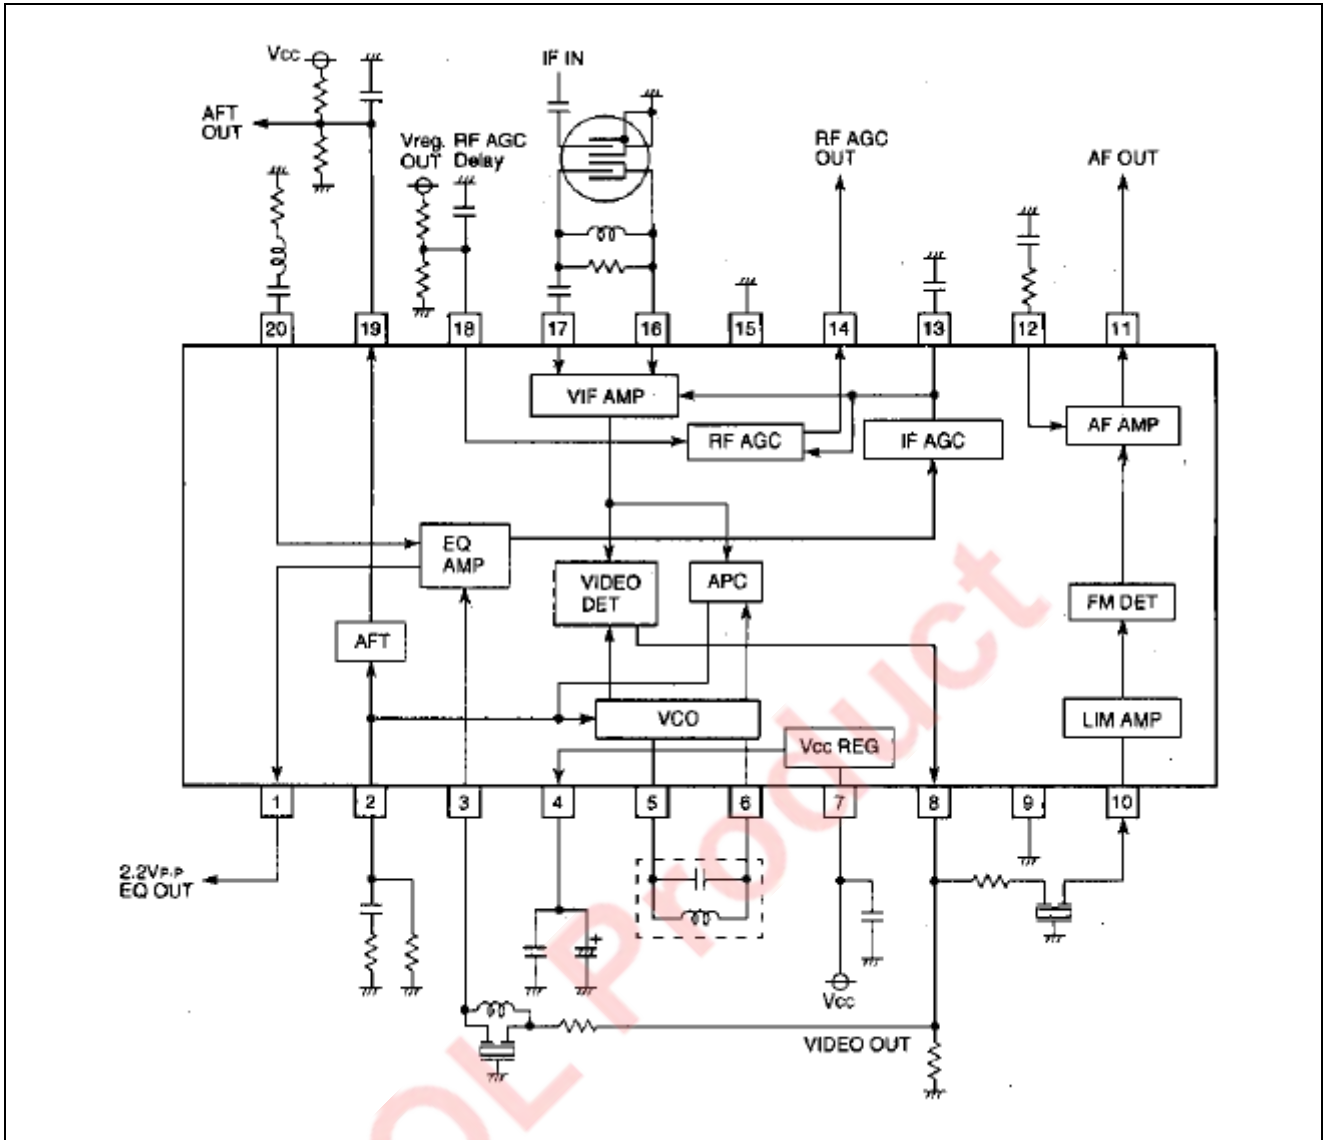 Vcc
IF IN
AFT
OUT
Vreg. RF AGC
OUT Delay
RF AGC
OUT
AF OUT
20
19
18
17
16
15
14
13
12
11
VIF AMP
RF AGC
IF AGC
AF AMP
EQ
AMP
VIDEO
DET
APC
FM DET
AFT
VCO
Vcc REG
LIM AMP
1
2
3
4
5
6
7
8
9
10
2.2VP-P
EQ OUT
+
Vcc
VIDEO OUT
OL Product